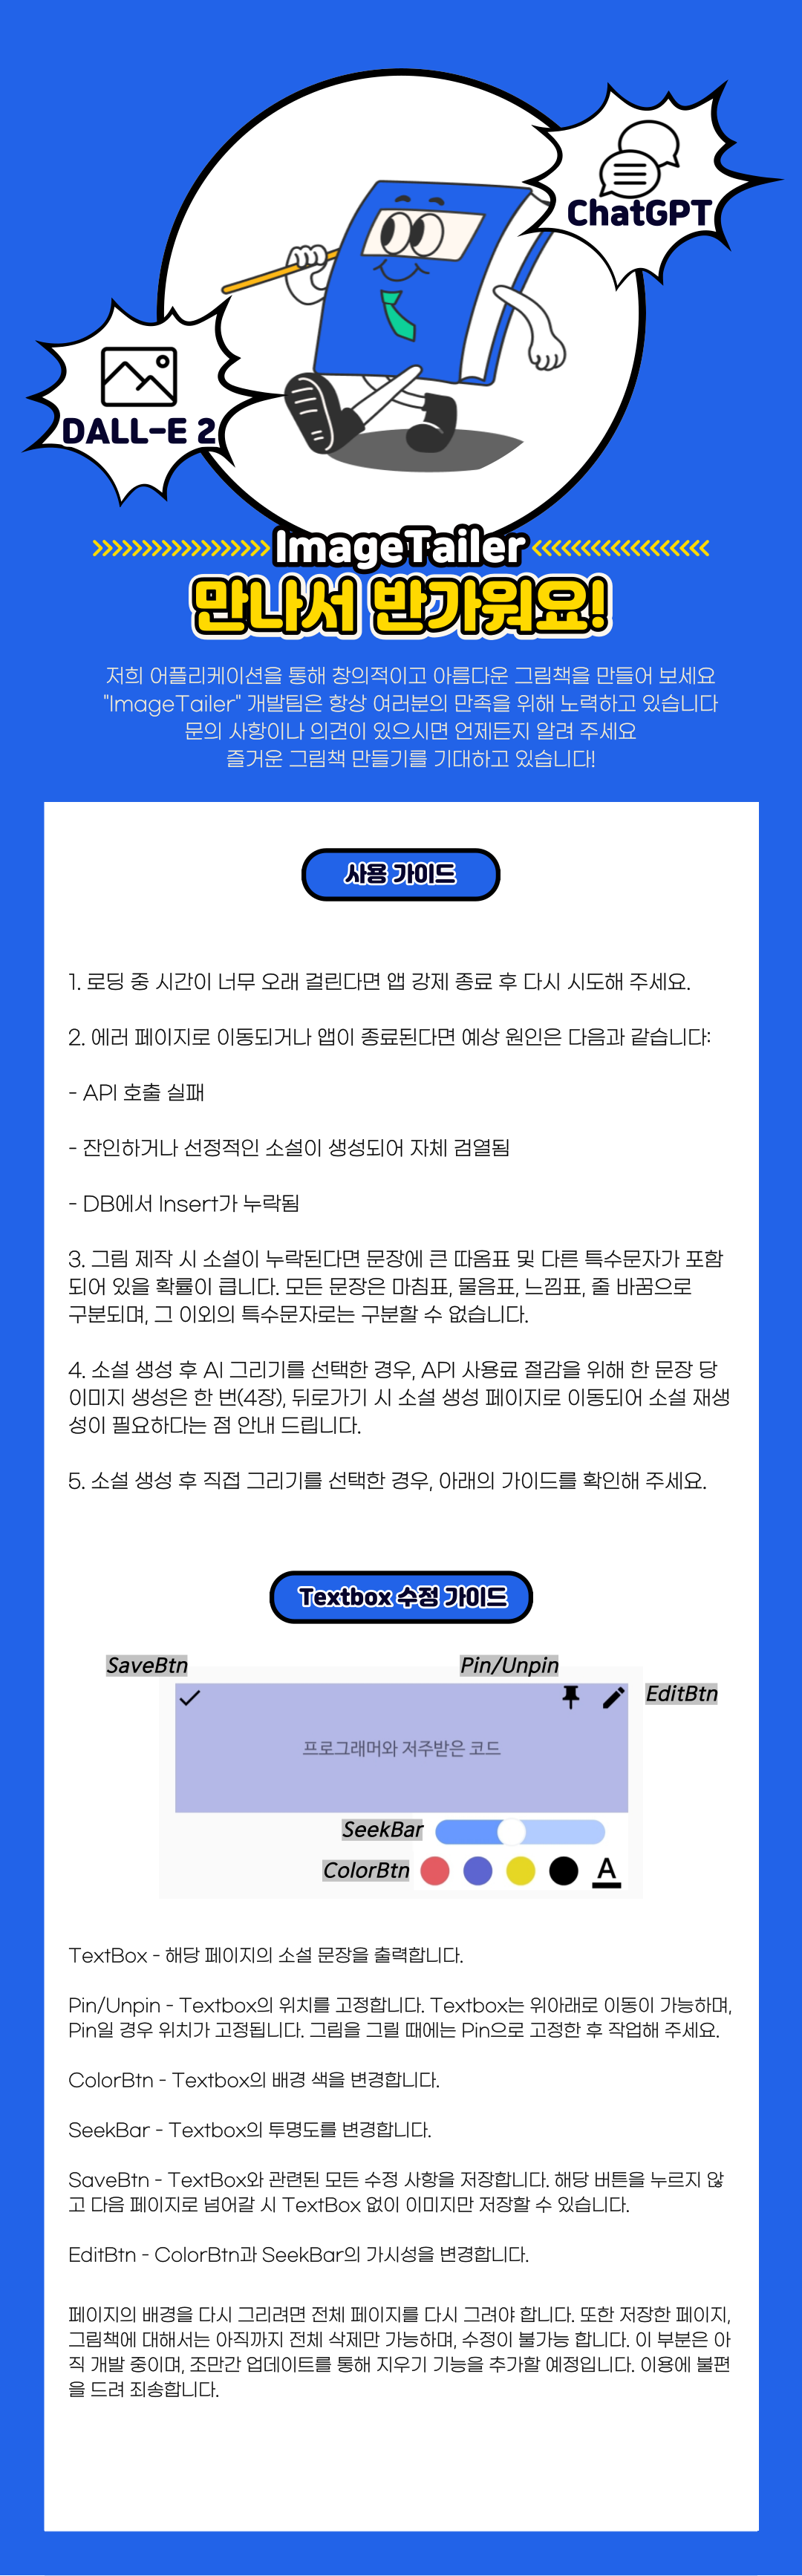 ChatGPT
DALL-E 2
ImageTailer
만나서 반가워요!
저희 어플리케이션을 통해 창의적이고 아름다운 그림책을 만들어 보세요
"ImageTailer" 개발팀은 항상 여러분의 만족을 위해 노력하고 있습니다
문의 사항이나 의견이 있으시면 언제든지 알려 주세요
즐거운 그림책 만들기를 기대하고 있습니다!
사용 가이드
1. 로딩 중 시간이 너무 오래 걸린다면 앱 강제 종료 후 다시 시도해 주세요.
2. 에러 페이지로 이동되거나 앱이 종료된다면 예상 원인은 다음과 같습니다:
- API 호출 실패
- 잔인하거나 선정적인 소설이 생성되어 자체 검열됨
- DB에서 Insert가 누락됨
3. 그림 제작 시 소설이 누락된다면 문장에 큰 따옴표 및 다른 특수문자가 포함
되어 있을 확률이 큽니다. 모든 문장은 마침표, 물음표, 느낌표, 줄 바꿈으로
구분되며, 그 이외의 특수문자로는 구분할 수 없습니다.
4. 소설 생성 후 AI 그리기를 선택한 경우, API 사용료 절감을 위해 한 문장 당
이미지 생성은 한 번(4장), 뒤로가기 시 소설 생성 페이지로 이동되어 소설 재생
성이 필요하다는 점 안내 드립니다.
5. 소설 생성 후 직접 그리기를 선택한 경우, 아래의 가이드를 확인해 주세요.
Textbox 수정 가이드
SaveBtn
Pin/Unpin
EditBtn
프로그래머와 저주받은 코드
SeekBar
ColorBtn
A
TextBox - 해당 페이지의 소설 문장을 출력합니다.
Pin/Unpin - Textbox의 위치를 고정합니다. Textbox는 위아래로 이동이 가능하며,
Pin일 경우 위치가 고정됩니다. 그림을 그릴 때에는 Pin으로 고정한 후 작업해 주세요.
ColorBtn - Textbox의 배경 색을 변경합니다.
SeekBar - Textbox의 투명도를 변경합니다.
SaveBtn - TextBox와 관련된 모든 수정 사항을 저장합니다. 해당 버튼을 누르지 않
고 다음 페이지로 넘어갈 시 TextBox 없이 이미지만 저장할 수 있습니다.
EditBtn - ColorBtn과 SeekBar의 가시성을 변경합니다.
페이지의 배경을 다시 그리려면 전체 페이지를 다시 그려야 합니다. 또한 저장한 페이지,
그림책에 대해서는 아직까지 전체 삭제만 가능하며, 수정이 불가능 합니다. 이 부분은 아
직 개발 중이며, 조만간 업데이트를 통해 지우기 기능을 추가할 예정입니다. 이용에 불편
을 드려 죄송합니다.